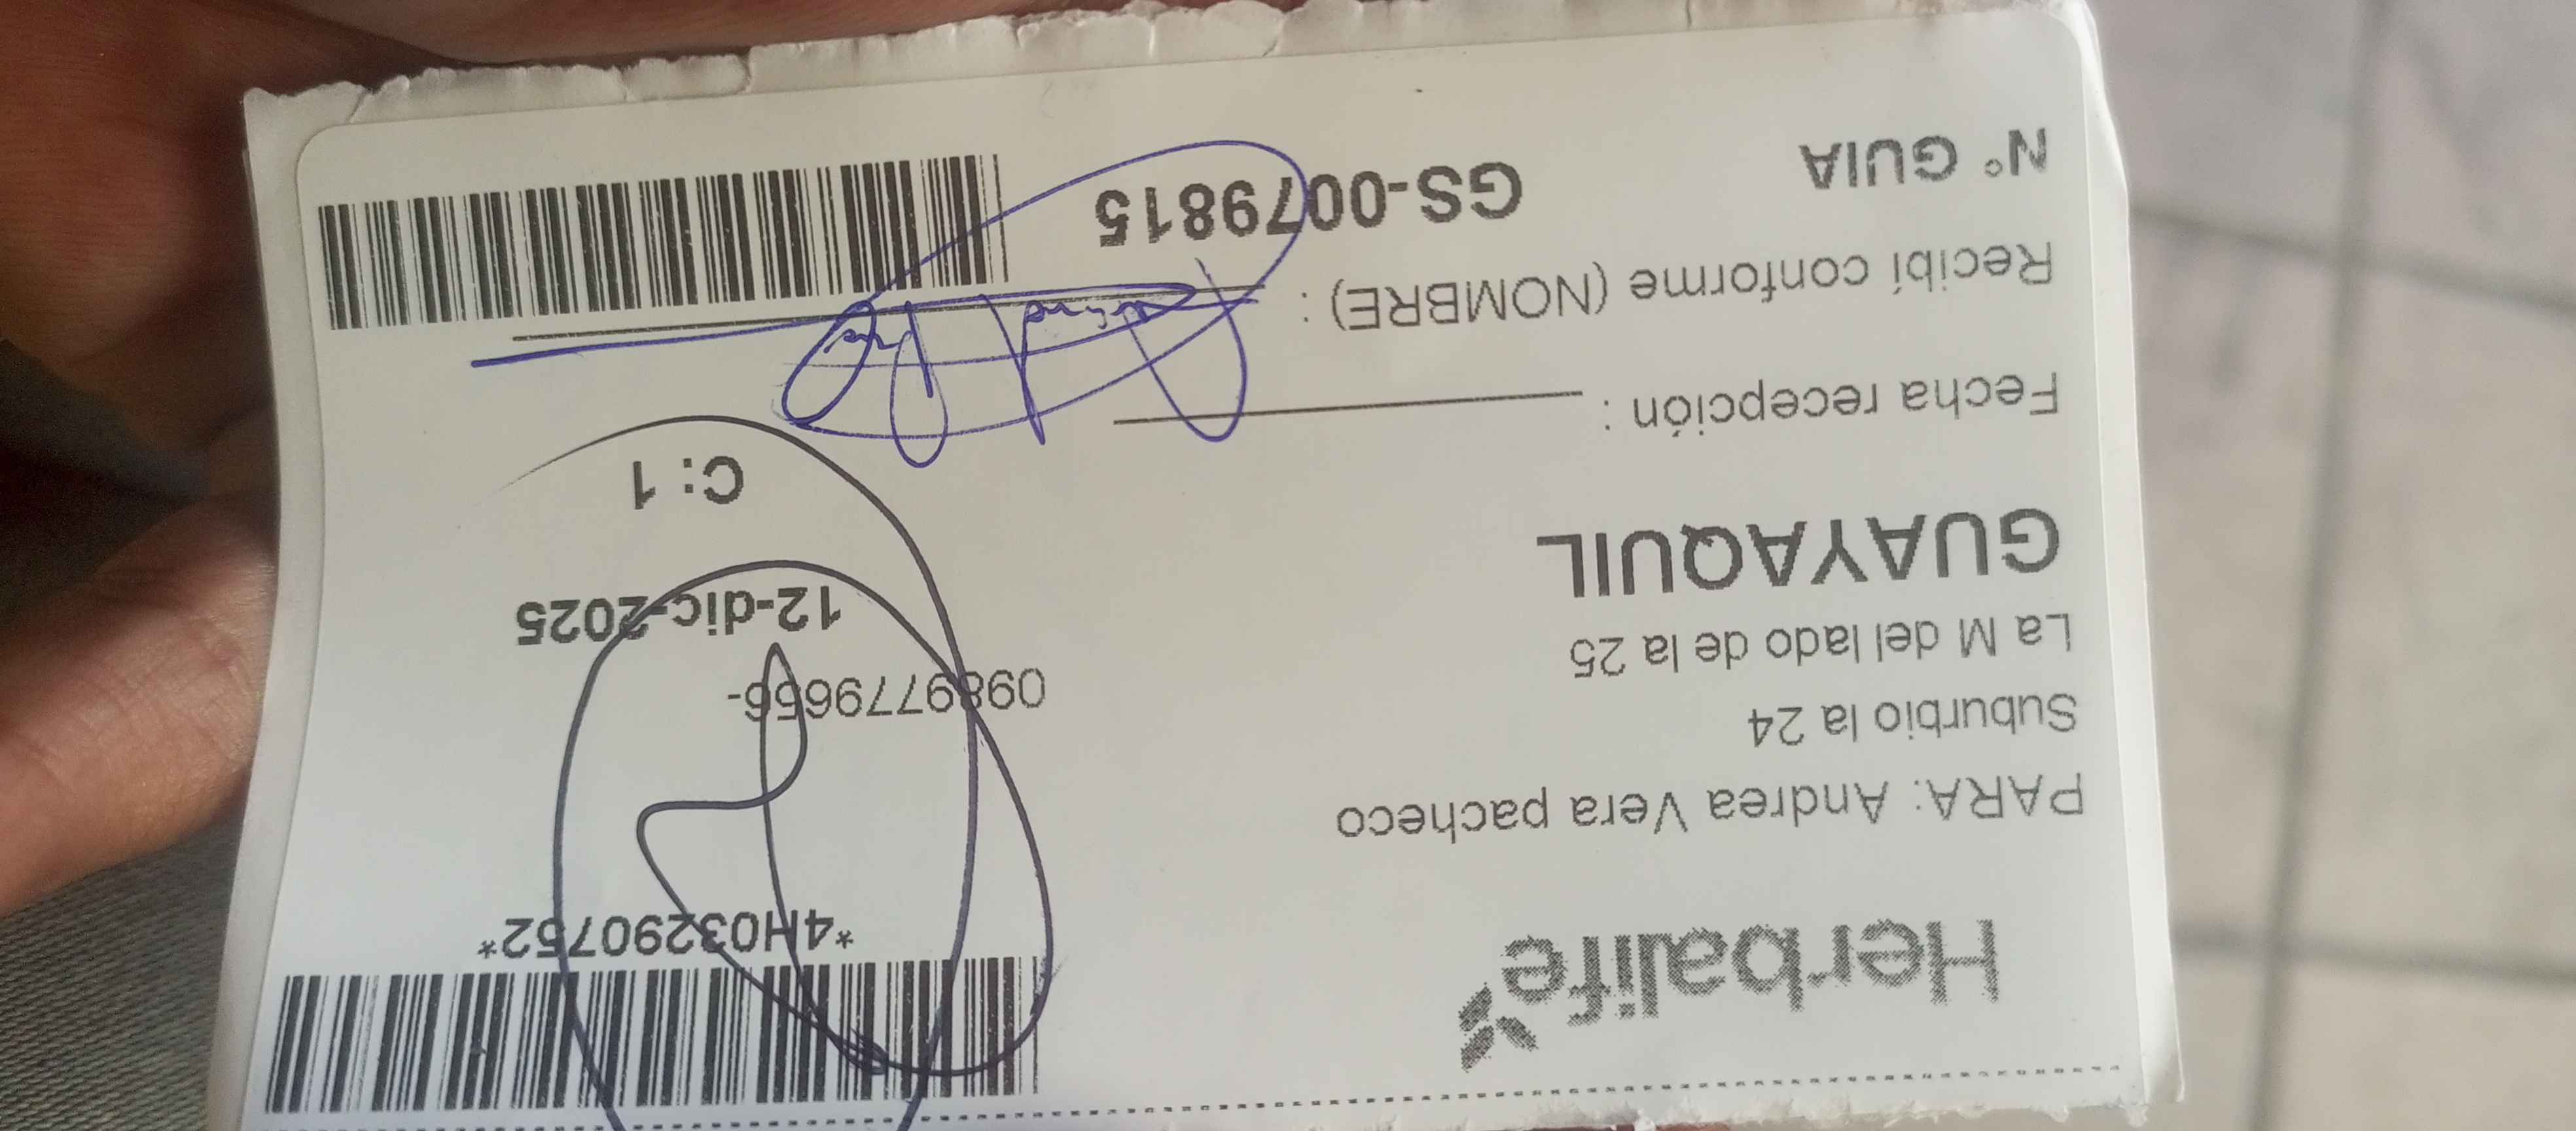 Herbalife
*4H03290752*
PARA: Andrea Vera pacheco
Suburbio la 24
0989779656-
La M del lado de la 25
12-dic-2025
GUAYAQUIL
C: 1
Fecha recepción :
Recibí conforme (NOMBRE) :
N° GUIA
GS-0079815